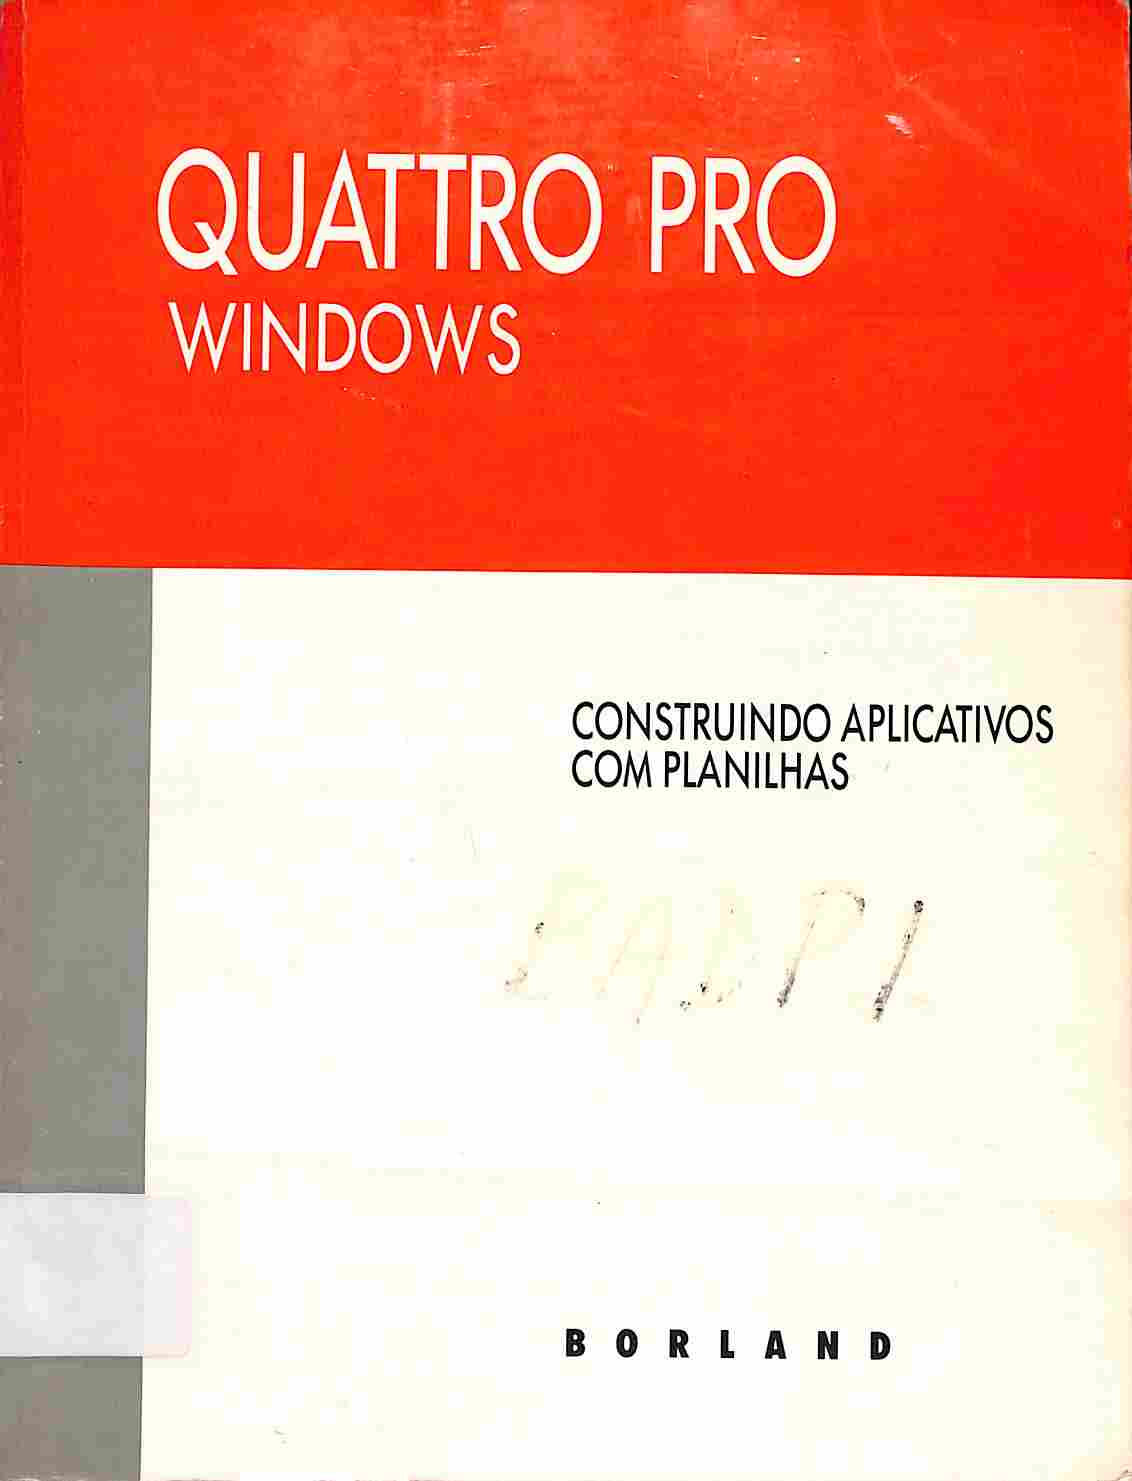 QUATTRO PRO
WINDOWS
CONSTRUINDO APLICATIVOS
COM PLANILHAS
BORLAND